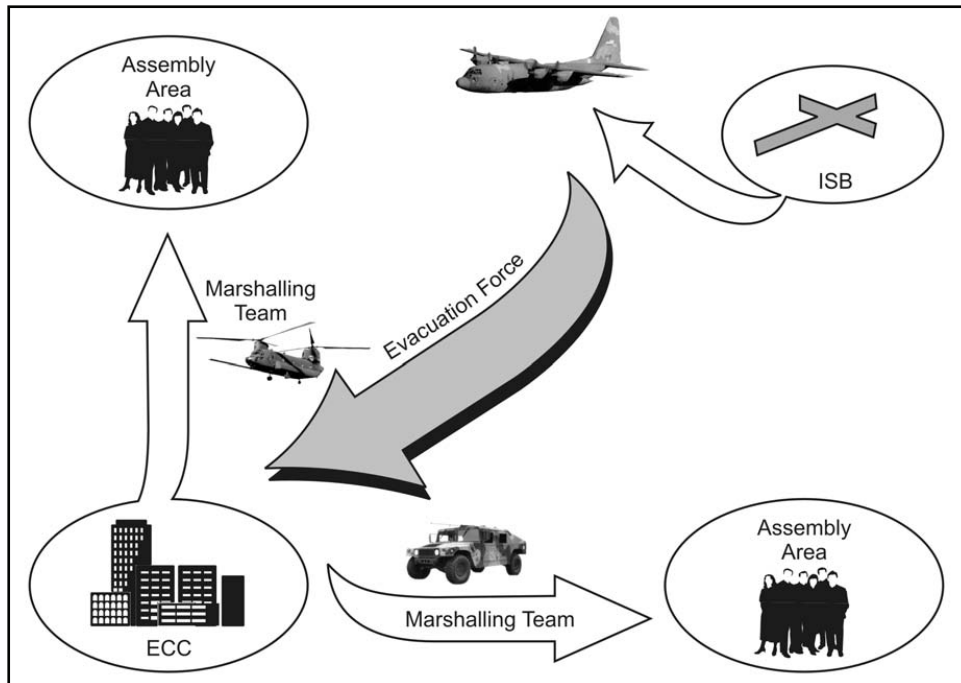 Assembly
Area
ISB
Marshalling
Team
Evacuation Force
ECC
Marshalling Team
Assembly
Area